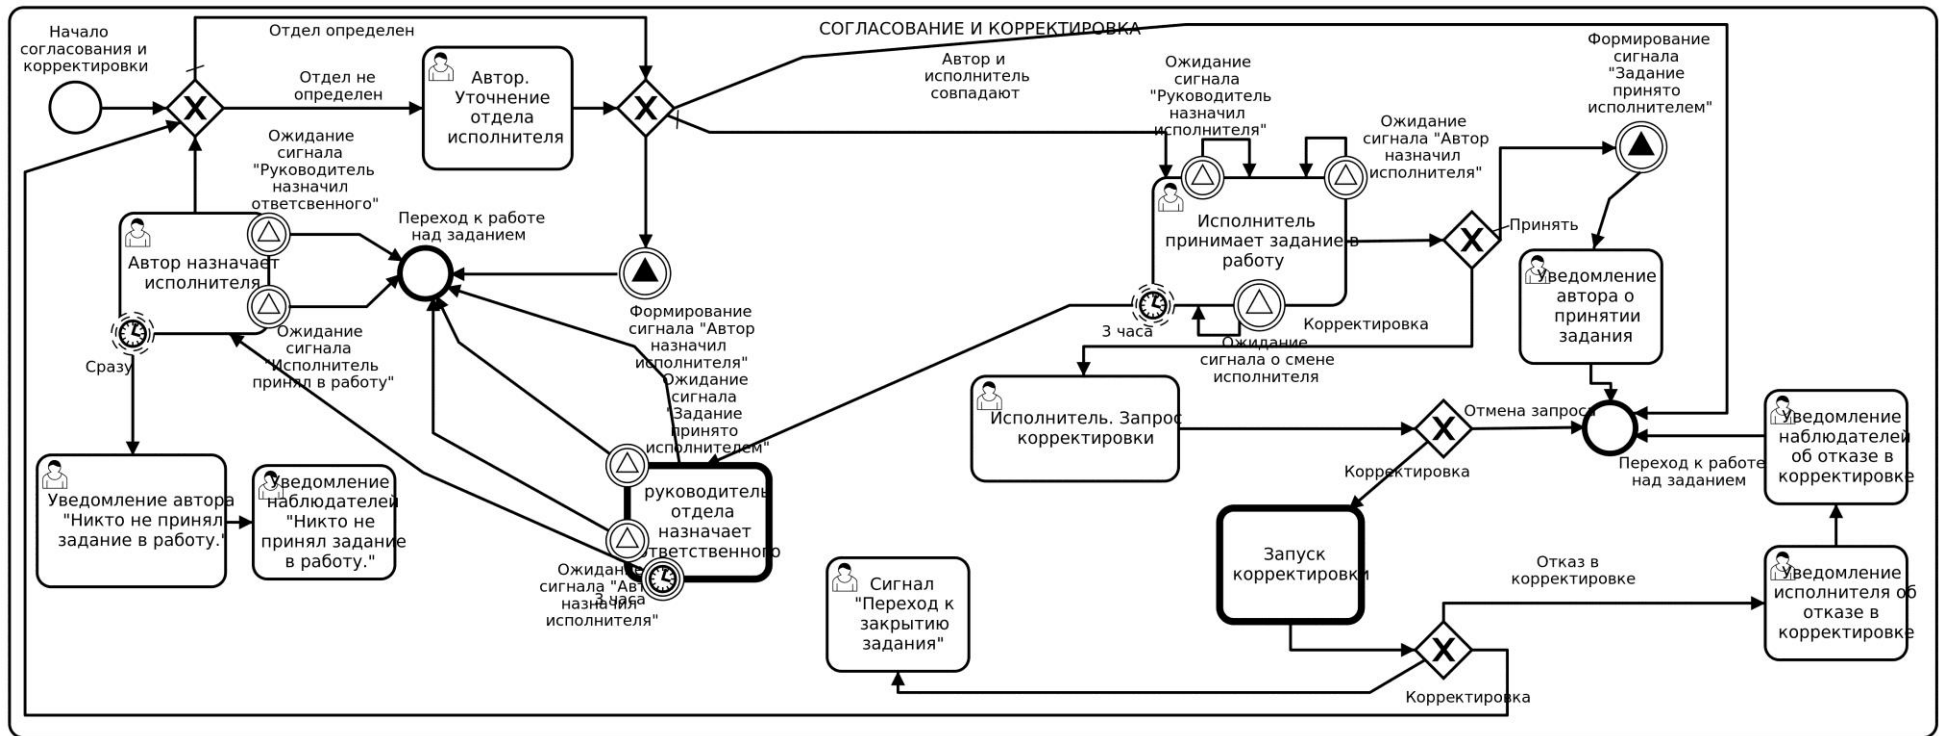 СОГЛАСОВАНИЕ И КОРРЕКТИРОВКА
Начало
согласования и
корректировки
Отдел определен
Отдел не
определен
Автор.
Уточнение
отдела
исполнителя
Автор и
исполнитель
совпадают
Ожидание
сигнала
"Руководитель
назначил
исполнителя"
Ожидание
сигнала "Автор
назначил
исполнителя"
Формирование
сигнала
"Задание
принято
исполнителем"
Ожидание
сигнала
"Руководитель
назначил
ответсвенного"
Переход к работе
над заданием
Автор назначает
исполнителя
Ожидание
сигнала
"Исполнитель
принял в работу"
Сразу
Формирование
сигнала "Автор
назначил
исполнителя"
Ожидание
сигнала
"Задание
принято
исполнителем"
Исполнитель
принимает задание в
работу
3 часа
Ожидание
сигнала о смене
исполнителя
Корректировка
Принять
Уведомление
автора о
принятии
задания
Исполнитель. Запрос
корректировки
Отмена запроса
Корректировка
Переход к работе
над заданием
Уведомление
наблюдателей
об отказе в
корректировке
Уведомление автора
"Никто не принял
задание в работу."
Уведомление
наблюдателей
"Никто не
принял задание
в работу."
руководитель
отдела
назначает
ответственного
Ожидание
сигнала "Автор
назначил
исполнителя"
3 часа
Сигнал
"Переход к
закрытию
задания"
Запуск
корректировки
Отказ в
корректировке
Уведомление
исполнителя об
отказе в
корректировке
Корректировка